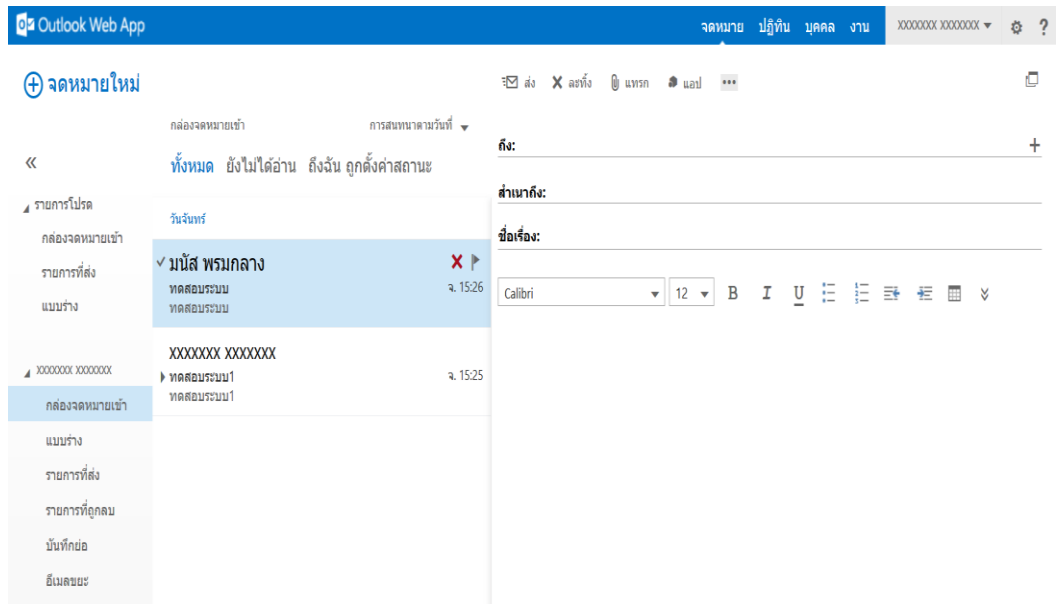 Outlook Web App
จดหมาย ปฏิทิน บุคคล งาน XXXXXXX XXXXXXX ?
จดหมายใหม่
กล่องจดหมายเข้า การสนทนาตามวันที่
ทั้งหมด ยังไม่ได้อ่าน ถึงฉัน ถูกตั้งค่าสถานะ
รายการโปรด
กล่องจดหมายเข้า
รายการที่ส่ง
แบบร่าง
XXXXXXX XXXXXXX
กล่องจดหมายเข้า
แบบร่าง
รายการที่ส่ง
รายการที่ถูกลบ
บันทึกย่อ
อีเมลขยะ
วันจันทร์
มนัส พรมกลาง
ทดสอบระบบ จ. 15:26
ทดสอบระบบ
XXXXXXX XXXXXXX
ทดสอบระบบ1 จ. 15:25
ทดสอบระบบ1
ส่ง ละทิ้ง แทรก แอป
ถึง:
สำเนาถึง:
ชื่อเรื่อง:
Calibri 12 B I U